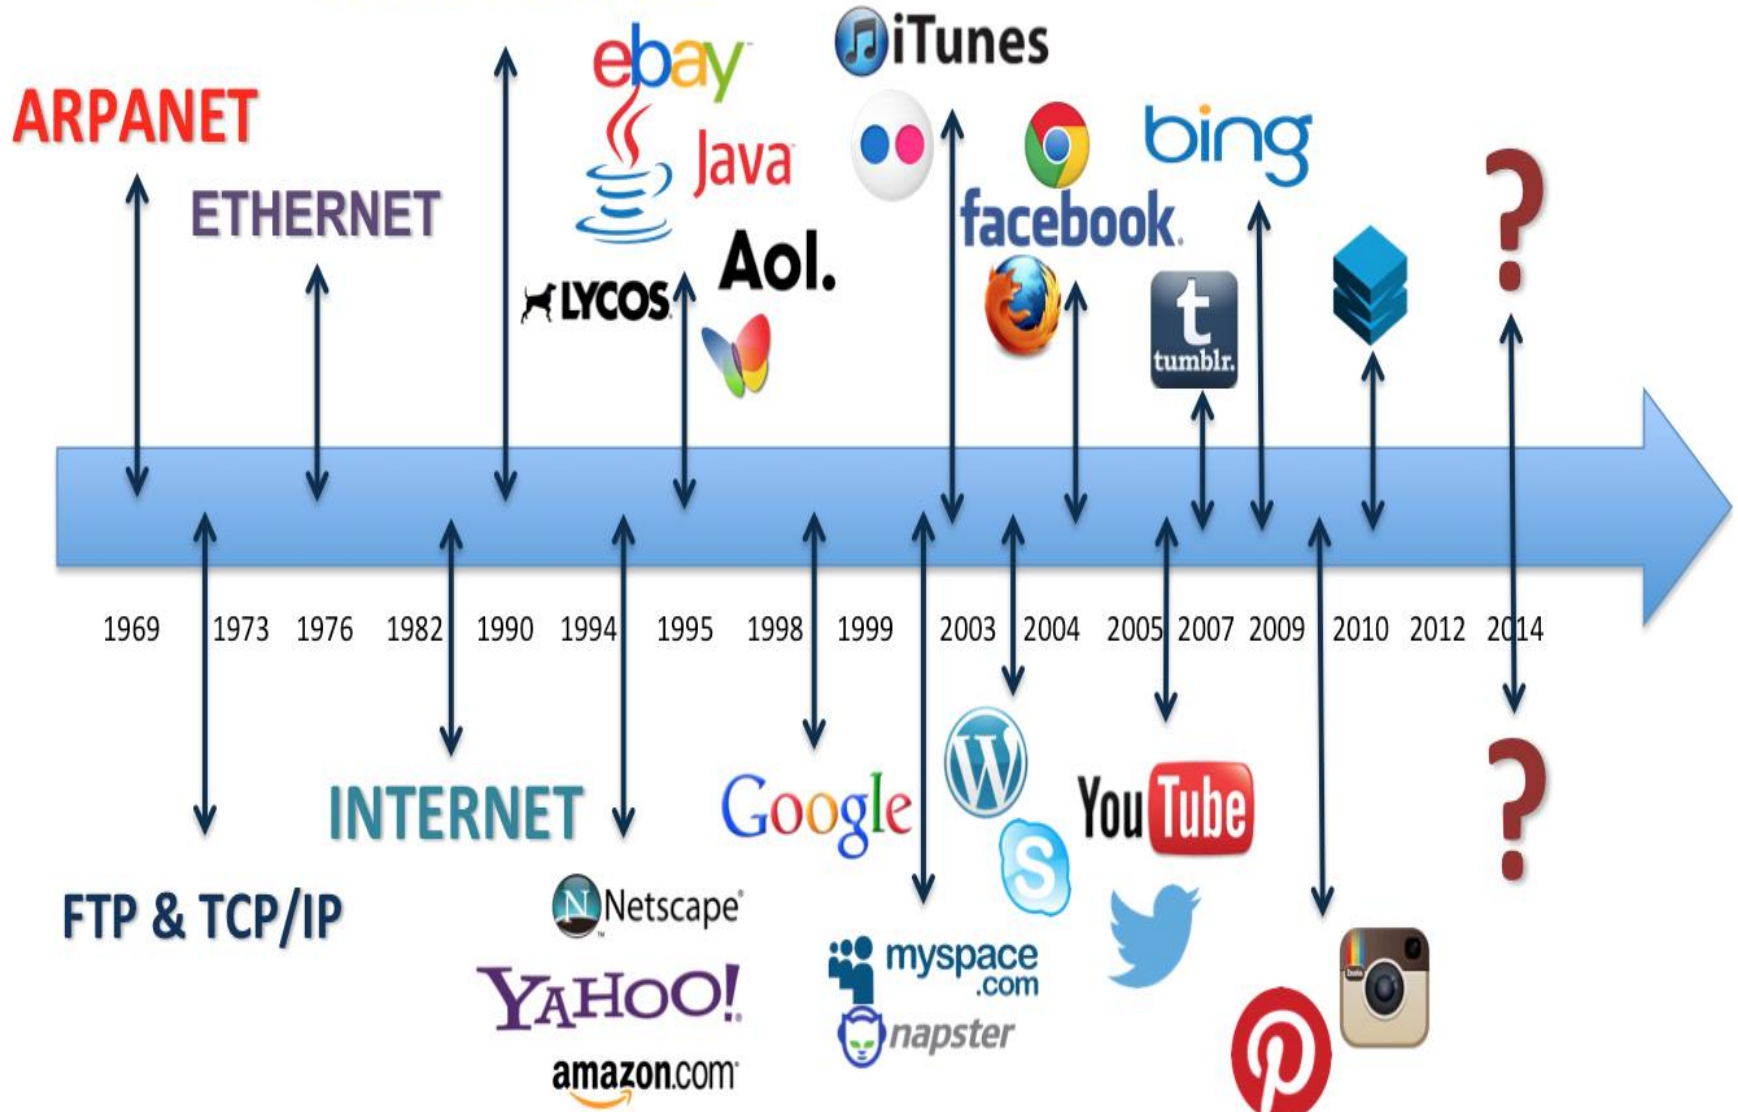 iTunes
ebay
ARPANET
bing
Java
ETHERNET
facebook.
Aol.
LYCOS
t
tumblr.
?
1969 1973 1976 1982 1990 1994 1995 1998 1999 2003 2004 2005 2007 2009 2010 2012 2014
W
INTERNET
Google
S
YouTube
?
FTP & TCP/IP
N Netscape
myspace
.com
YAHOO!
napster
amazon.com
P